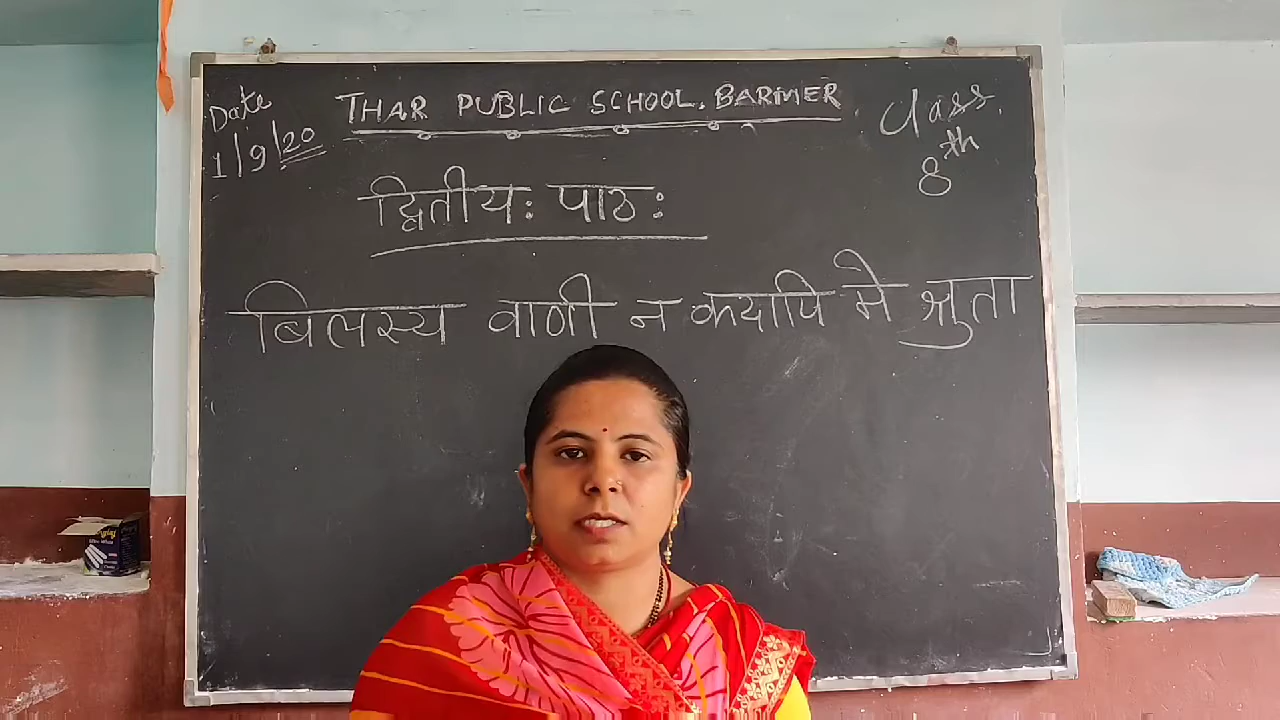 Date
1/9/20
THAR PUBLIC SCHOOL. BARMER
Class
8th
द्वितीयः पाठः
बिलस्य वाणी न कदापि मे श्रुता